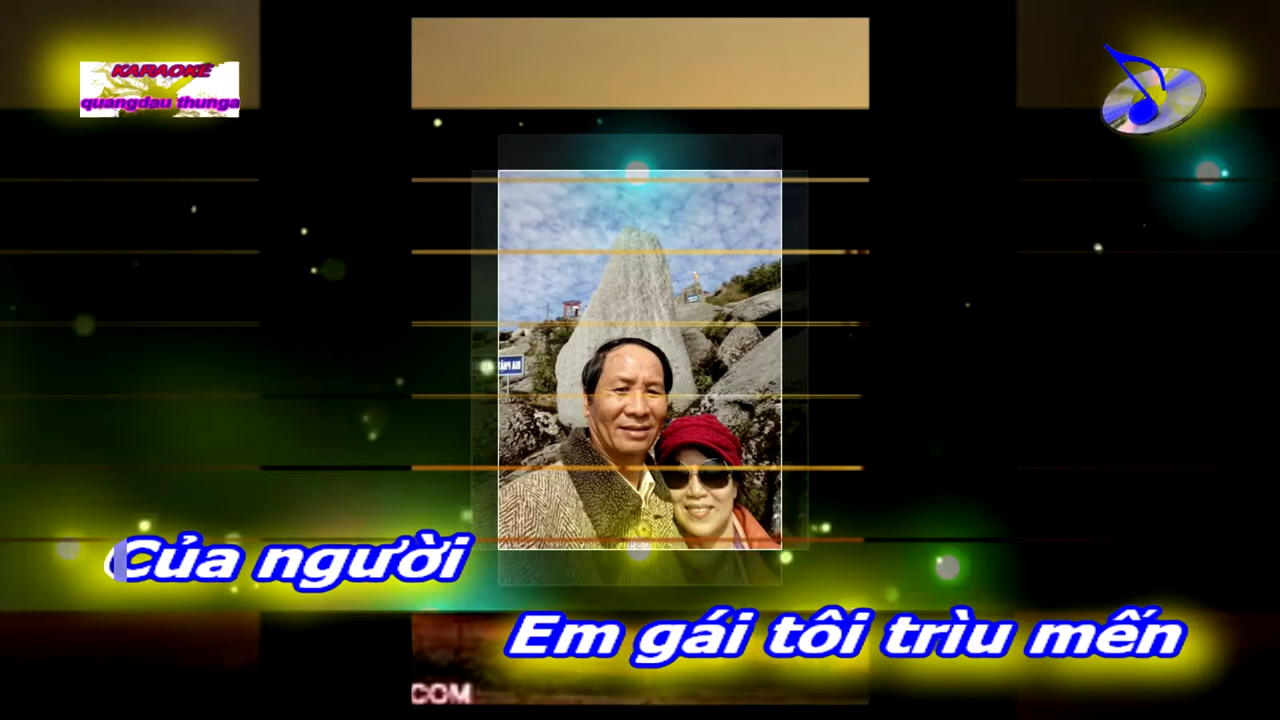 KARAOKE
quangdau thunga
Của người
Em gái tôi trìu mến
COM